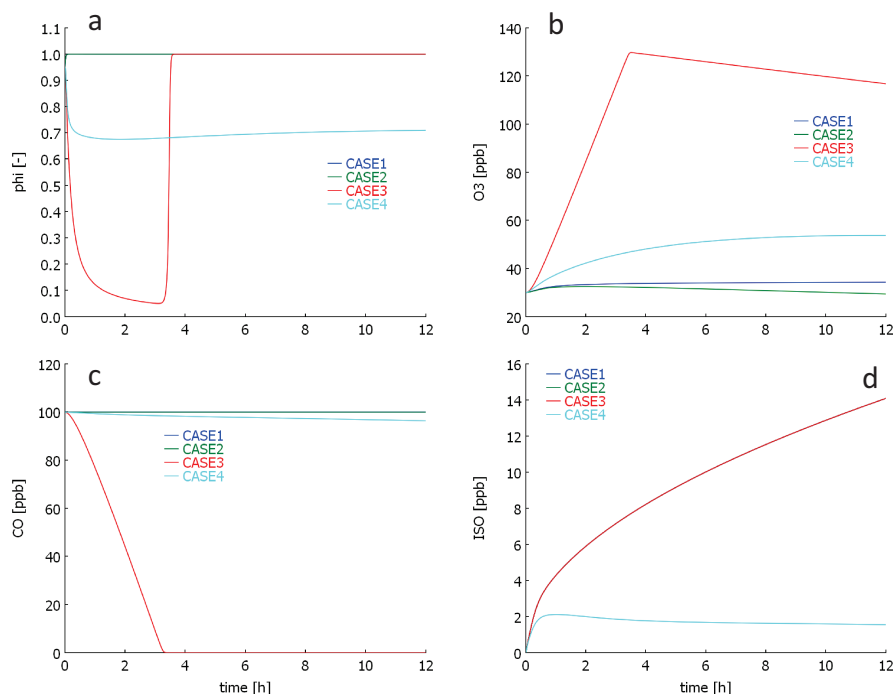 a
1.1
1.0
0.9
0.8
0.7
0.6
0.5
0.4
0.3
0.2
0.1
0.0
phi [-]
CASE1
CASE2
CASE3
CASE4
0 2 4 6 8 10 12
b
140
120
100
80
60
40
20
O3 [ppb]
CASE1
CASE2
CASE3
CASE4
0 2 4 6 8 10 12
c
120
100
80
60
40
20
0
CO [ppb]
CASE1
CASE2
CASE3
CASE4
0 2 4 6 8 10 12
time [h]
d
16
14
12
10
8
6
4
2
0
ISO [ppb]
CASE1
CASE2
CASE3
CASE4
0 2 4 6 8 10 12
time [h]